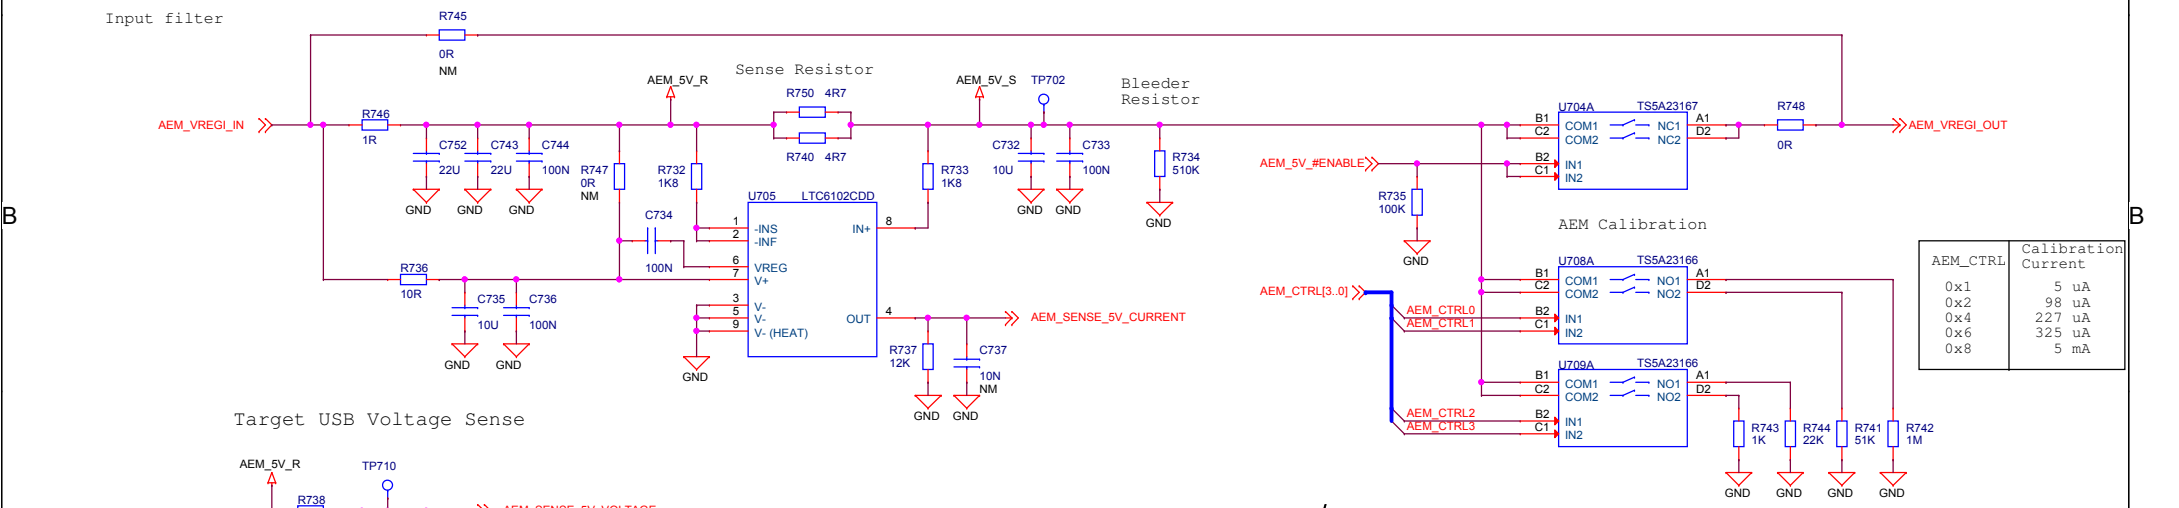 Input filter
R745
0R
NM
AEM_VREGI_IN
R746
1R
C752
22U
C743
22U
C744
100N
GND
GND
GND
AEM_5V_R
Sense Resistor
R750 4R7
R740 4R7
AEM_5V_S
TP702
Bleeder
Resistor
R747
0R
NM
R732
1K8
R733
1K8
C732
10U
C733
100N
GND
GND
R734
510K
GND
C734
100N
R736
10R
C735
10U
C736
100N
GND
GND
U705 LTC6102CDD
1 -INS
2 -INF
6 VREG
7 V+
3 V-
5 V-
9 V- (HEAT)
8 IN+
4 OUT
GND
AEM_SENSE_5V_CURRENT
R737
12K
C737
10N
NM
GND
GND
AEM_5V_#ENABLE
R735
100K
GND
U704A TS5A23167
B1 COM1 NC1 A1
C2 COM2 NC2 D2
B2 IN1
C1 IN2
R748
0R
AEM_VREGI_OUT
AEM Calibration
AEM_CTRL[3..0]
AEM_CTRL0
AEM_CTRL1
U708A TS5A23166
B1 COM1 NO1 A1
C2 COM2 NO2 D2
B2 IN1
C1 IN2
AEM_CTRL2
AEM_CTRL3
U709A TS5A23166
B1 COM1 NO1 A1
C2 COM2 NO2 D2
B2 IN1
C1 IN2
R743
1K
R744
22K
R741
51K
R742
1M
GND
GND
GND
GND
AEM_CTRL Calibration Current
0x1 5 uA
0x2 98 uA
0x4 227 uA
0x6 325 uA
0x8 5 mA
B
B
Target USB Voltage Sense
AEM_5V_R
TP710
R738
AEM_SENSE_5V_VOLTAGE